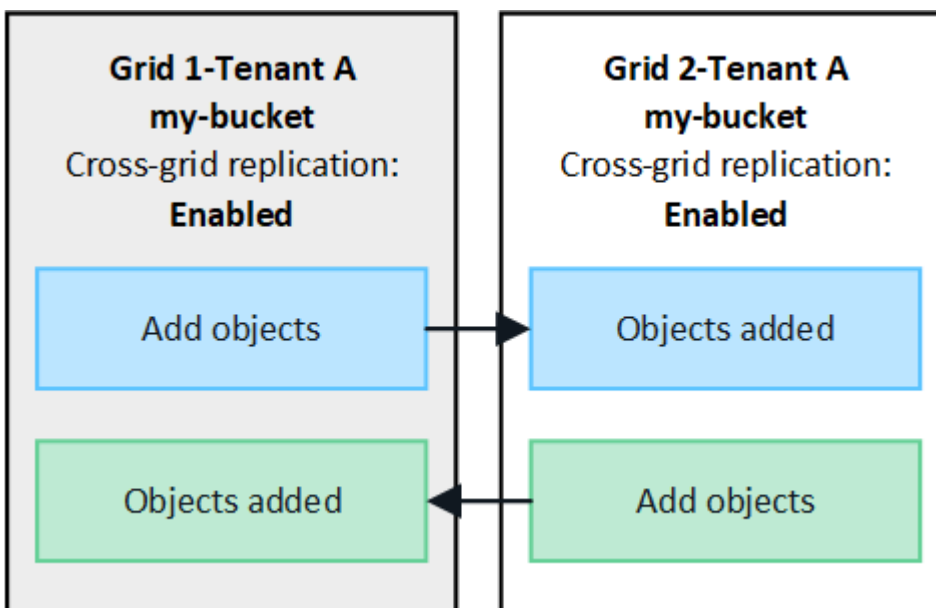 Grid 1-Tenant A
my-bucket
Cross-grid replication:
Enabled
Add objects
Objects added
Grid 2-Tenant A
my-bucket
Cross-grid replication:
Enabled
Objects added
Add objects